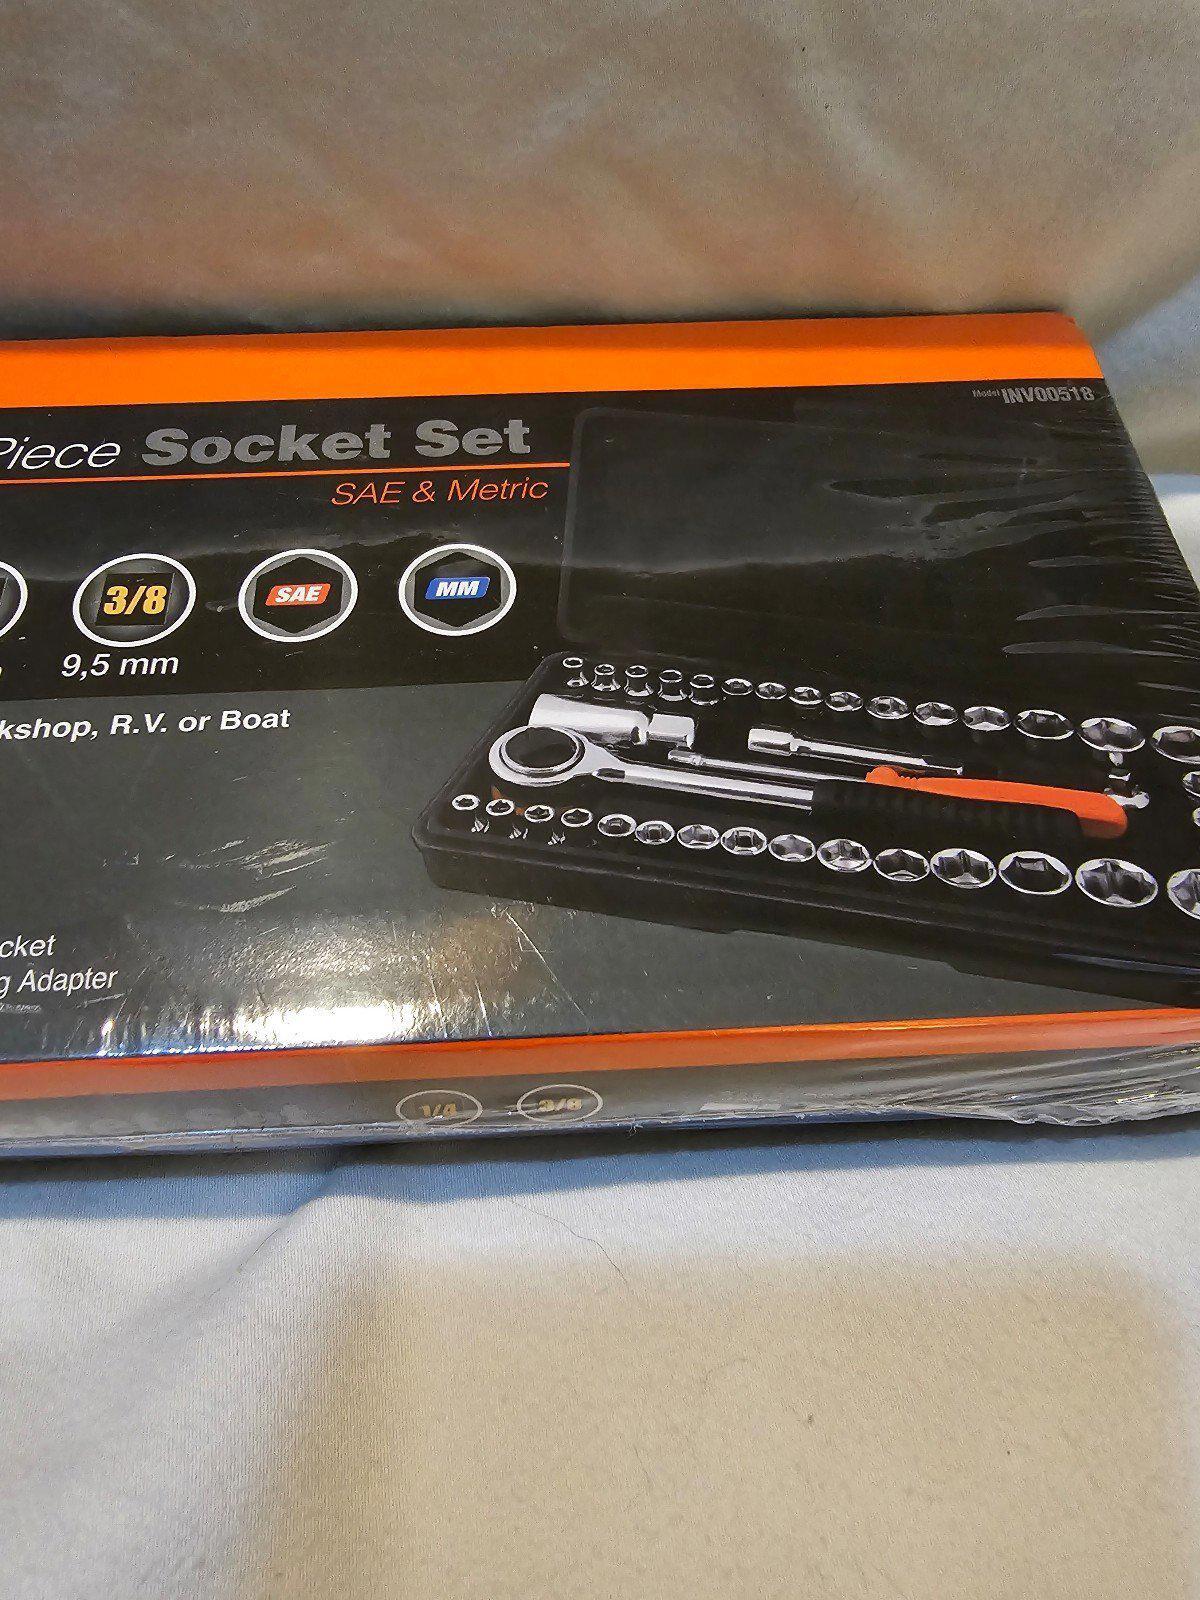 Model INV00518
Piece Socket Set
SAE & Metric
3/8
SAE
MM
9,5 mm
kshop, R.V. or Boat
cket
g Adapter
1/4
3/8